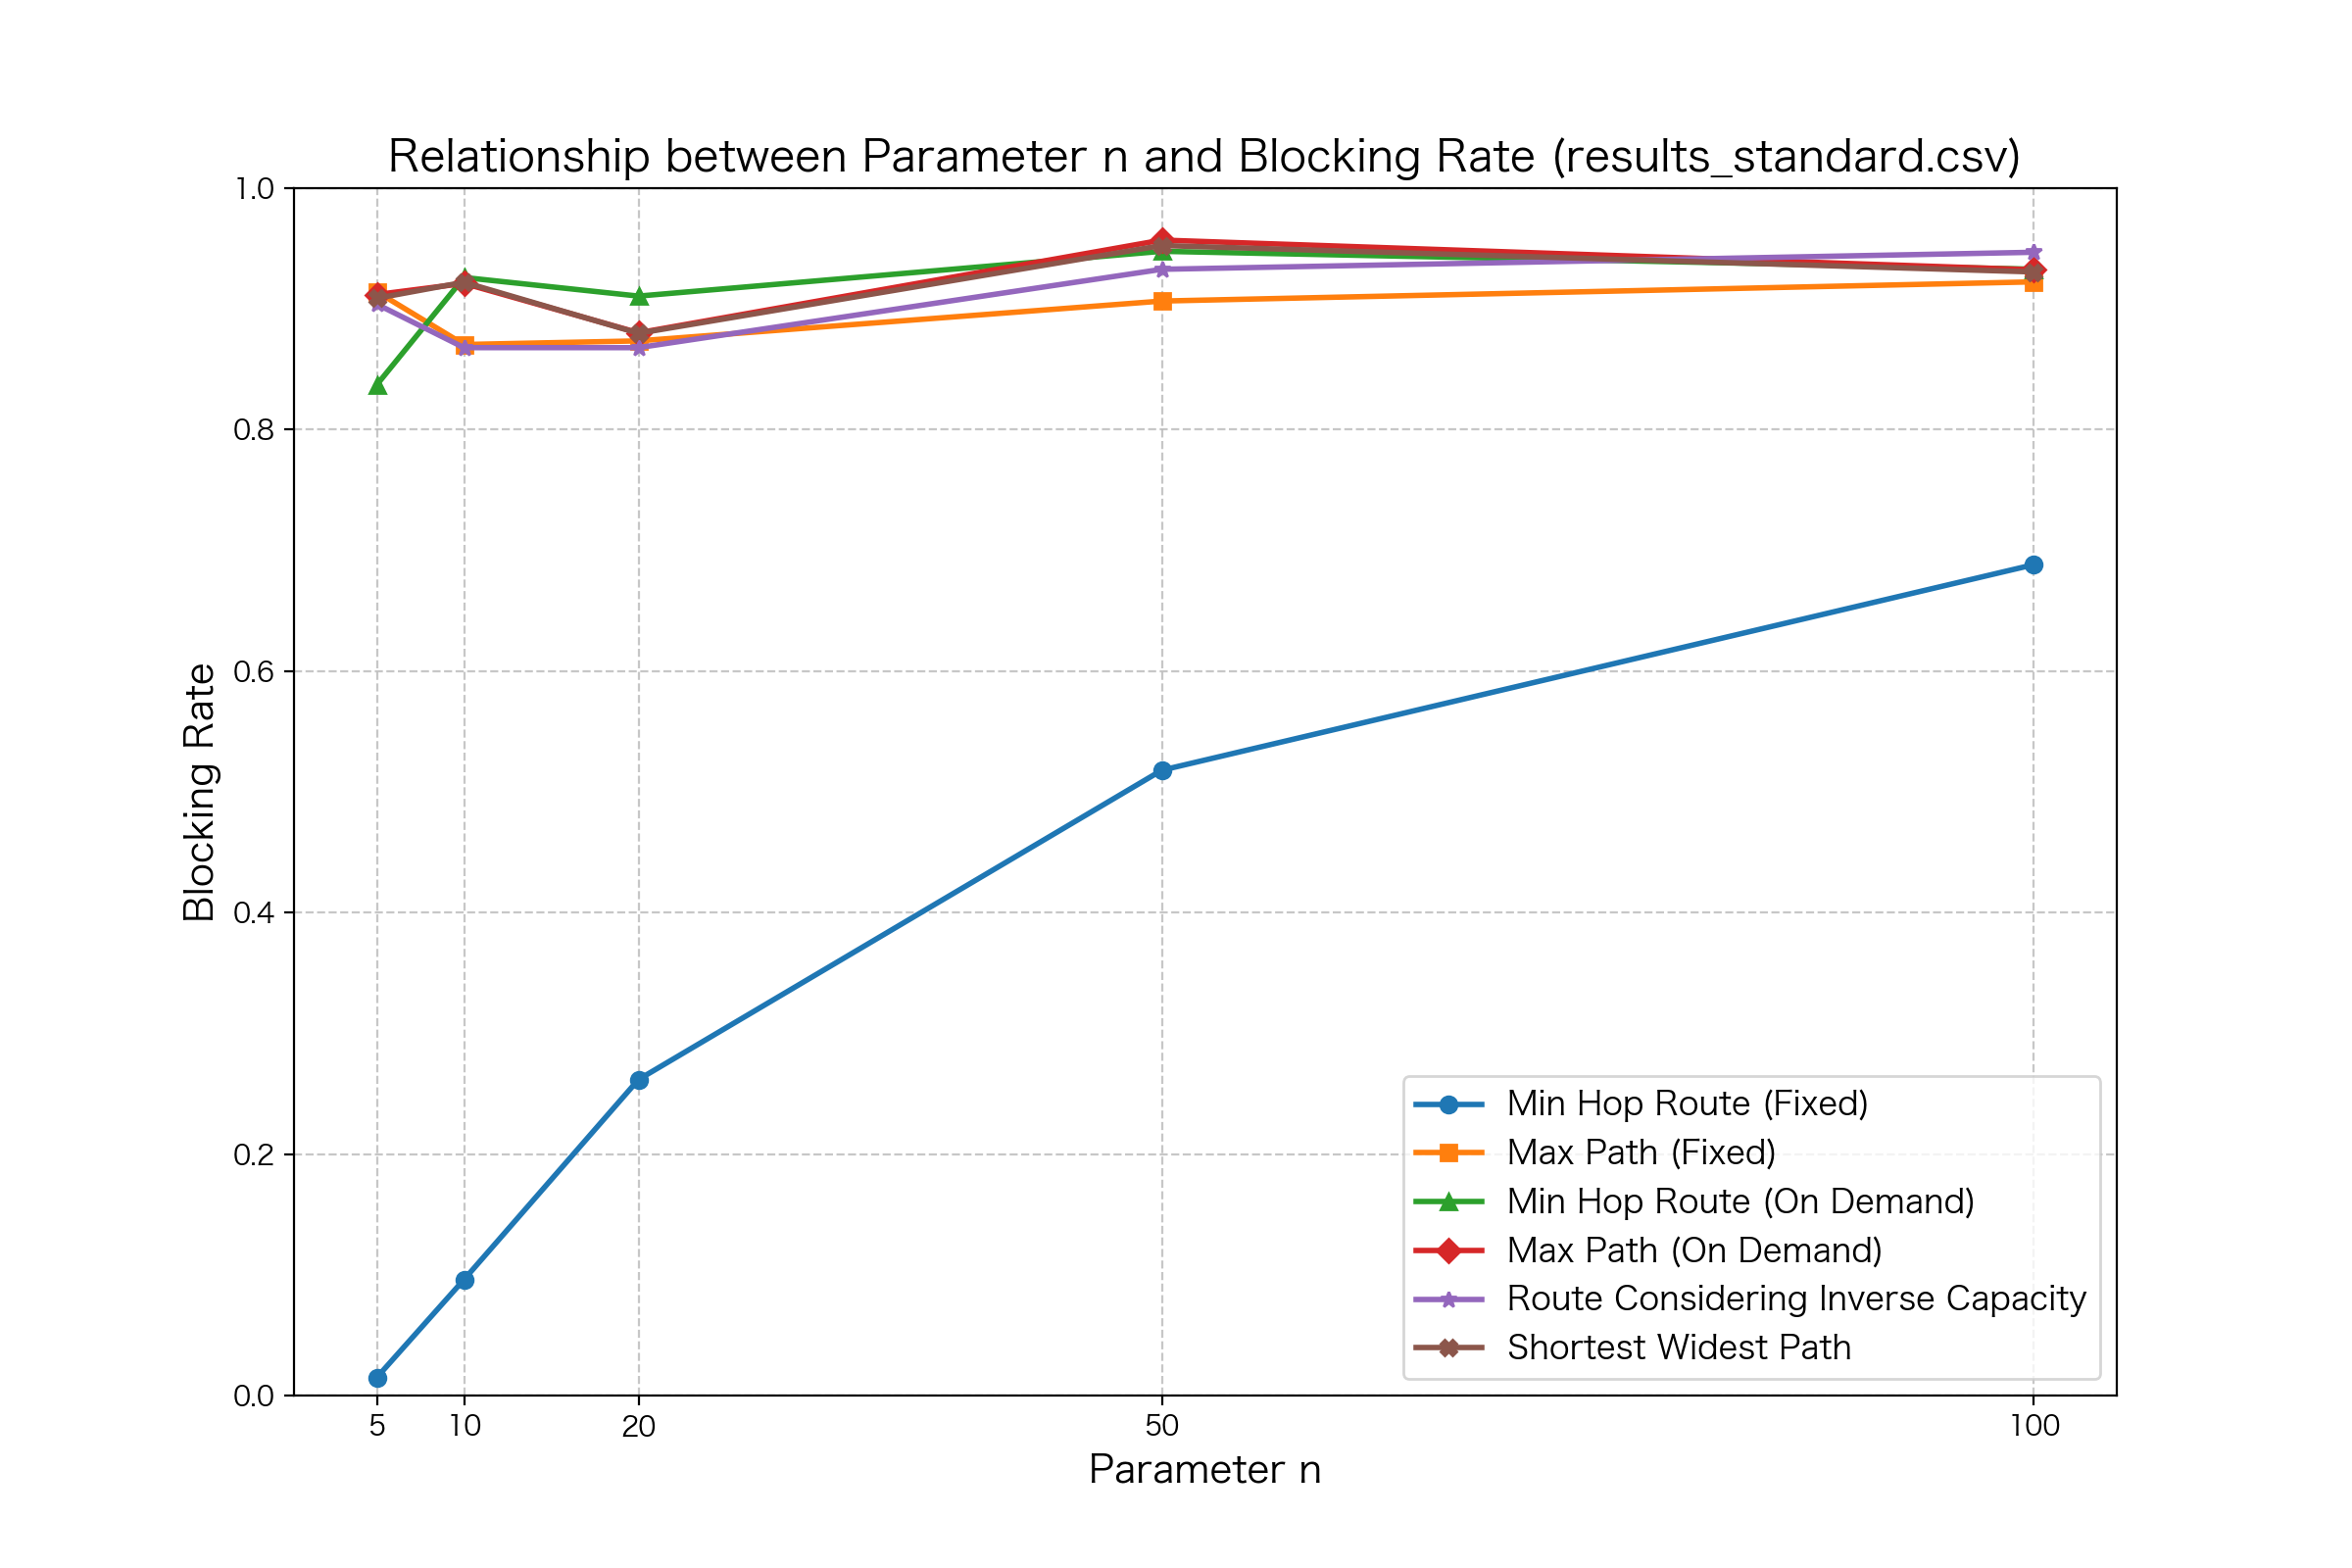 Relationship between Parameter n and Blocking Rate (results_standard.csv)
Blocking Rate
1.0
0.8
0.6
0.4
0.2
0.0
5
10
20
50
100
Parameter n
Min Hop Route (Fixed)
Max Path (Fixed)
Min Hop Route (On Demand)
Max Path (On Demand)
Route Considering Inverse Capacity
Shortest Widest Path